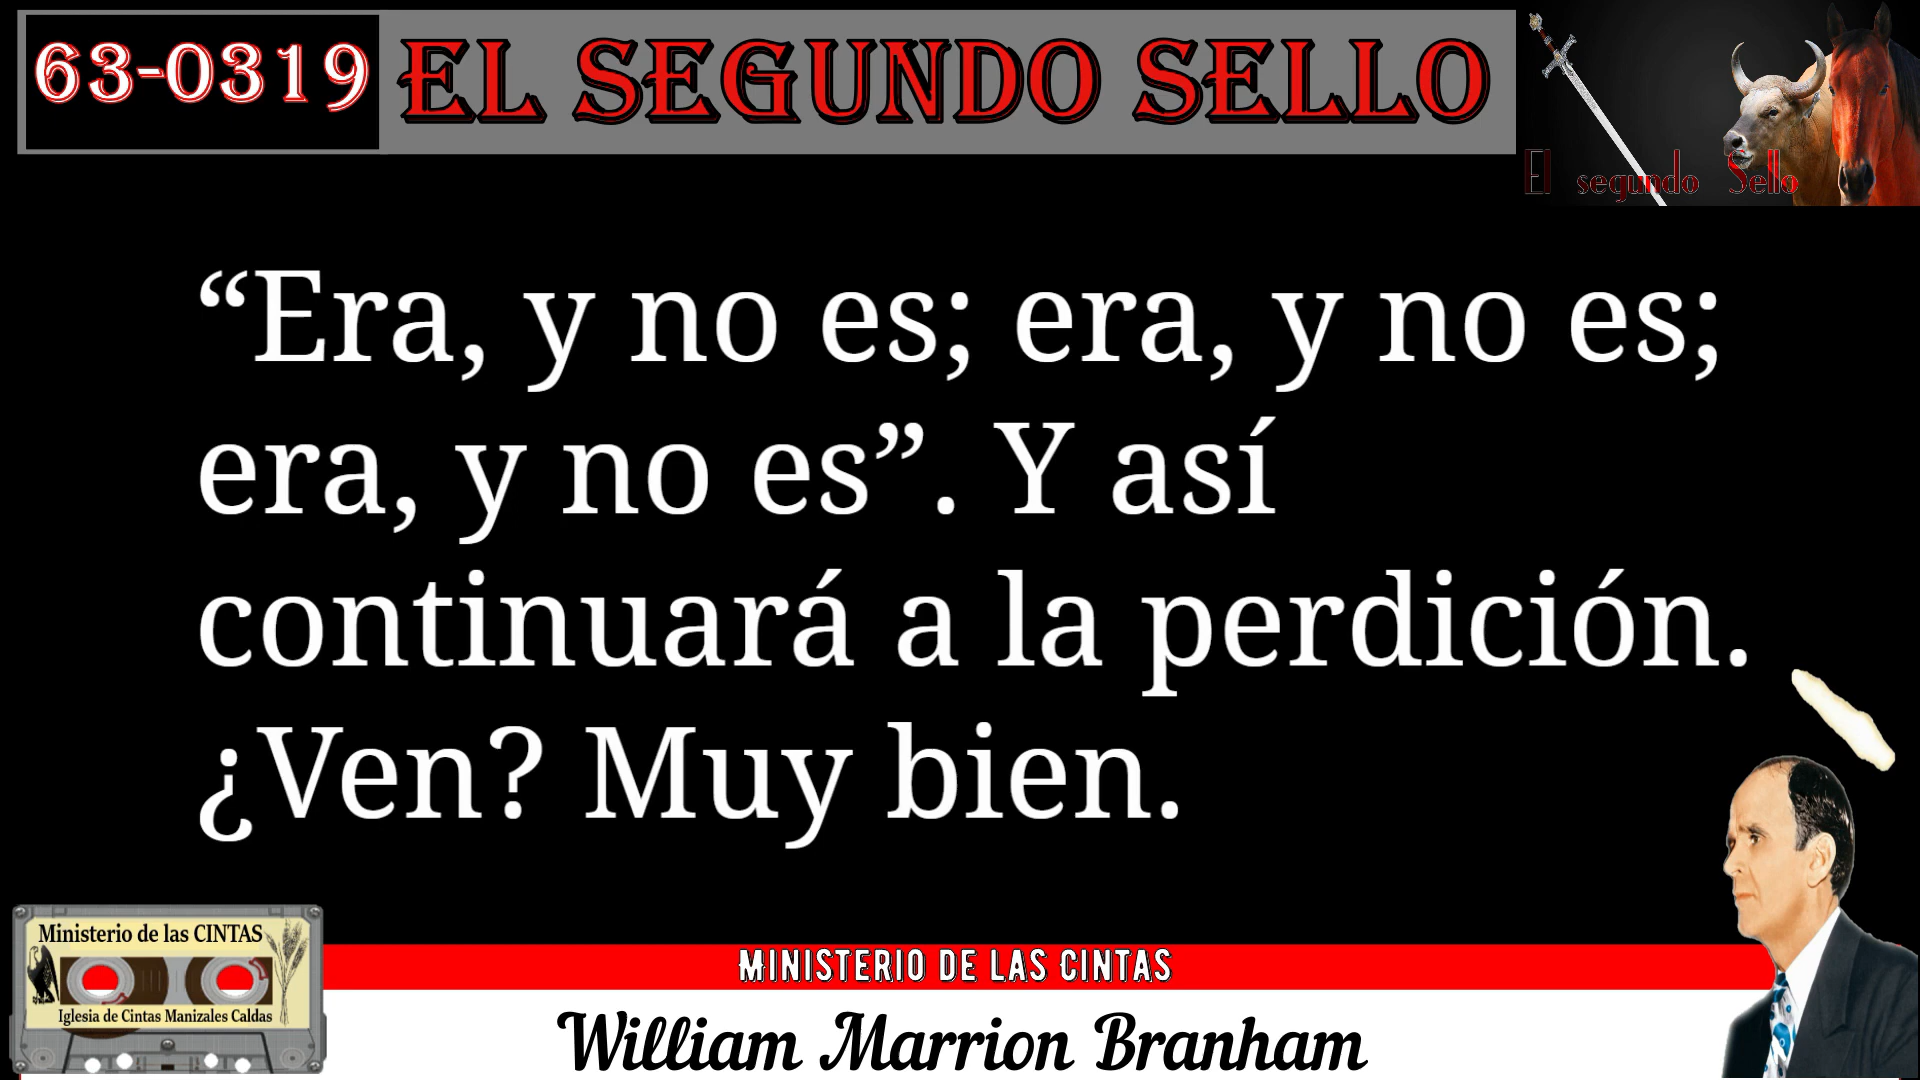 63-0319
EL SEGUNDO SELLO
El segundo Sello
“Era, y no es; era, y no es;
era, y no es”. Y así
continuará a la perdición.
¿Ven? Muy bien.
Ministerio de las CINTAS
Iglesia de Cintas Manizales Caldas
MINISTERIO DE LAS CINTAS
William Marrion Branham